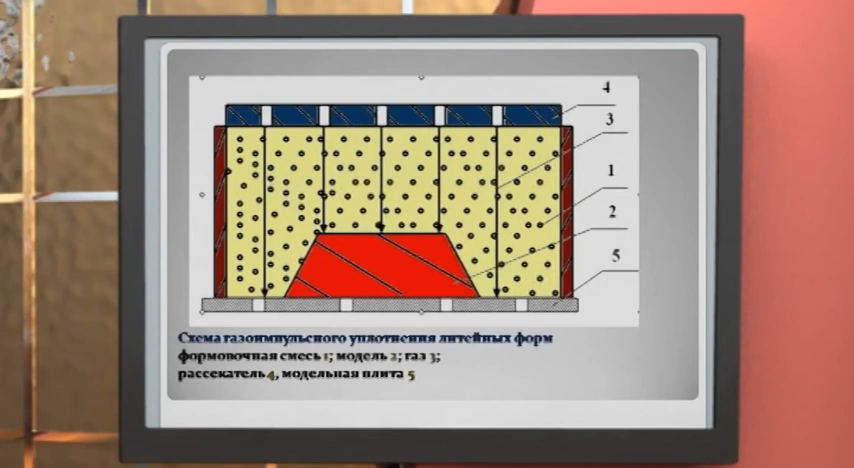 4
3
1
2
5
Схема газоимпульсного уплотнения литейных форм
формовочная смесь 1; модель 2; газ 3;
рассекатель 4, модельная плита 5